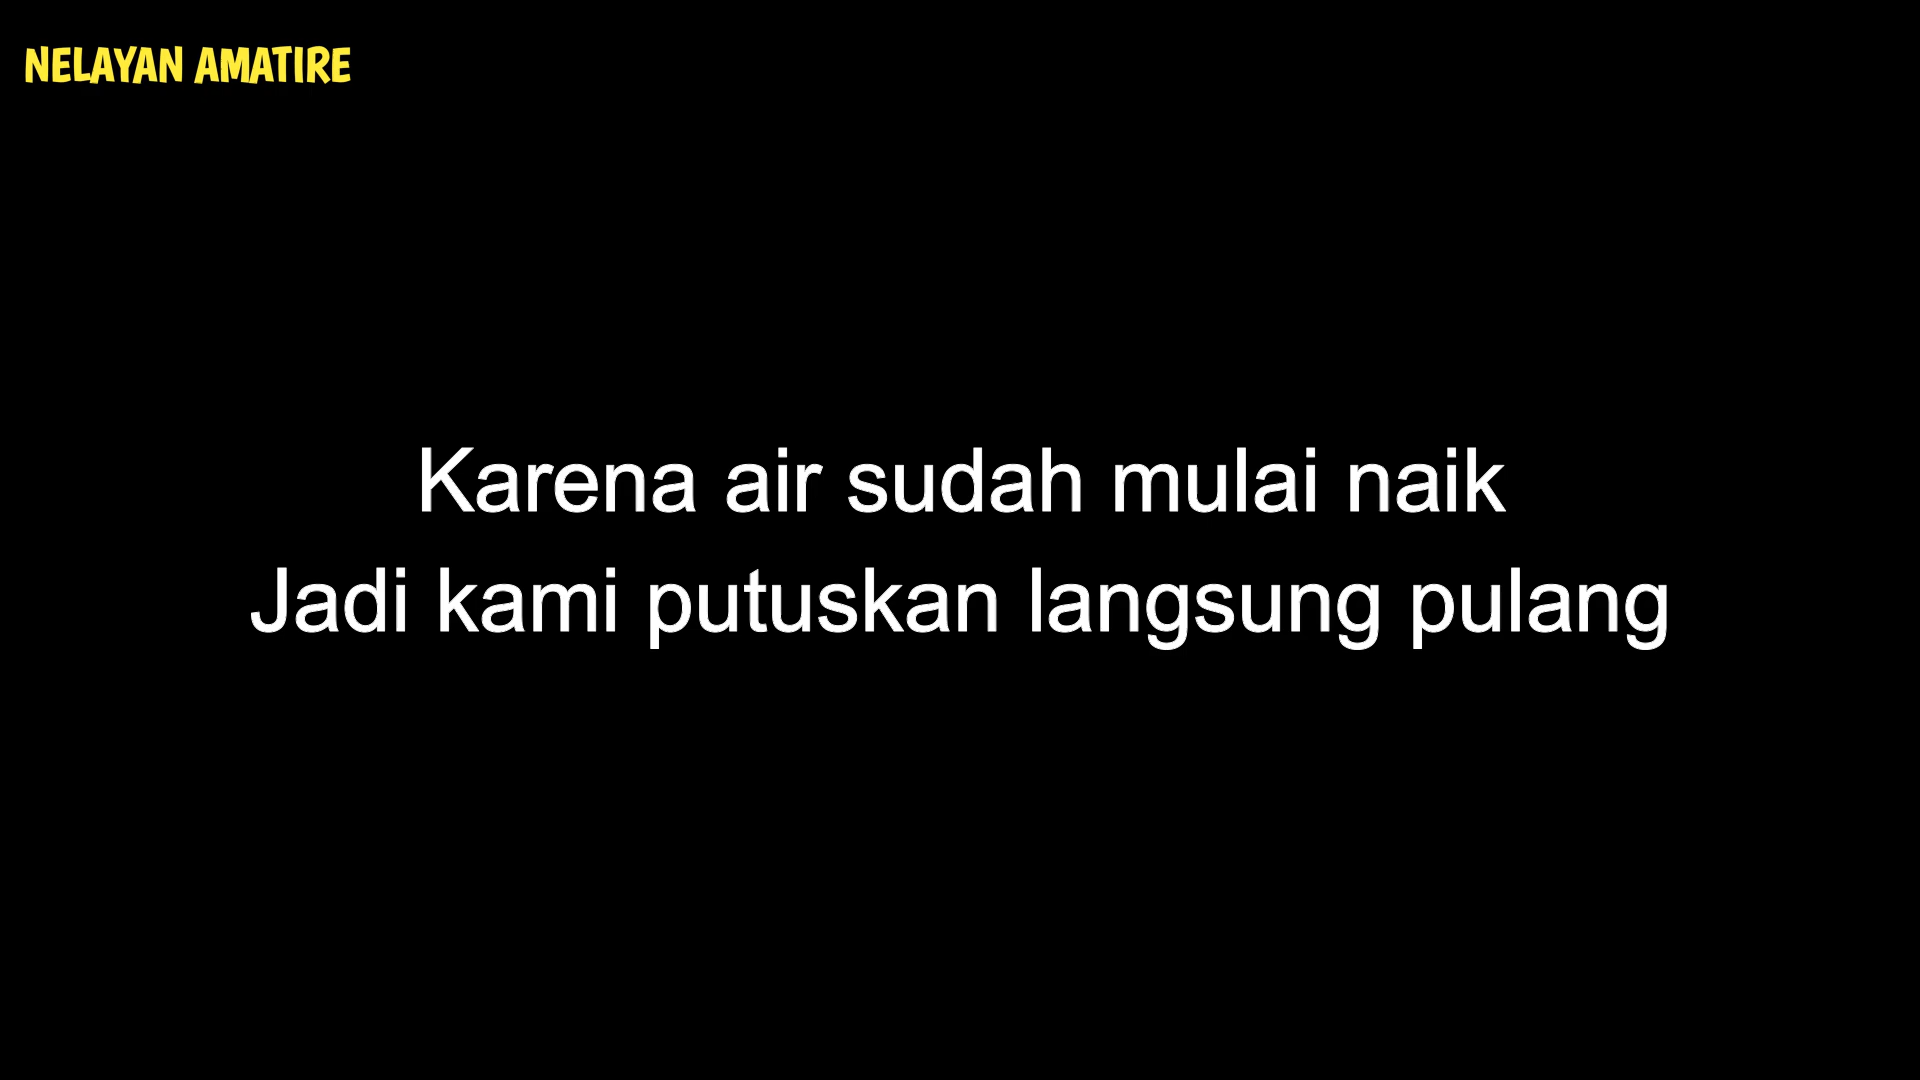 NELAYAN AMATIRE
Karena air sudah mulai naik
Jadi kami putuskan langsung pulang